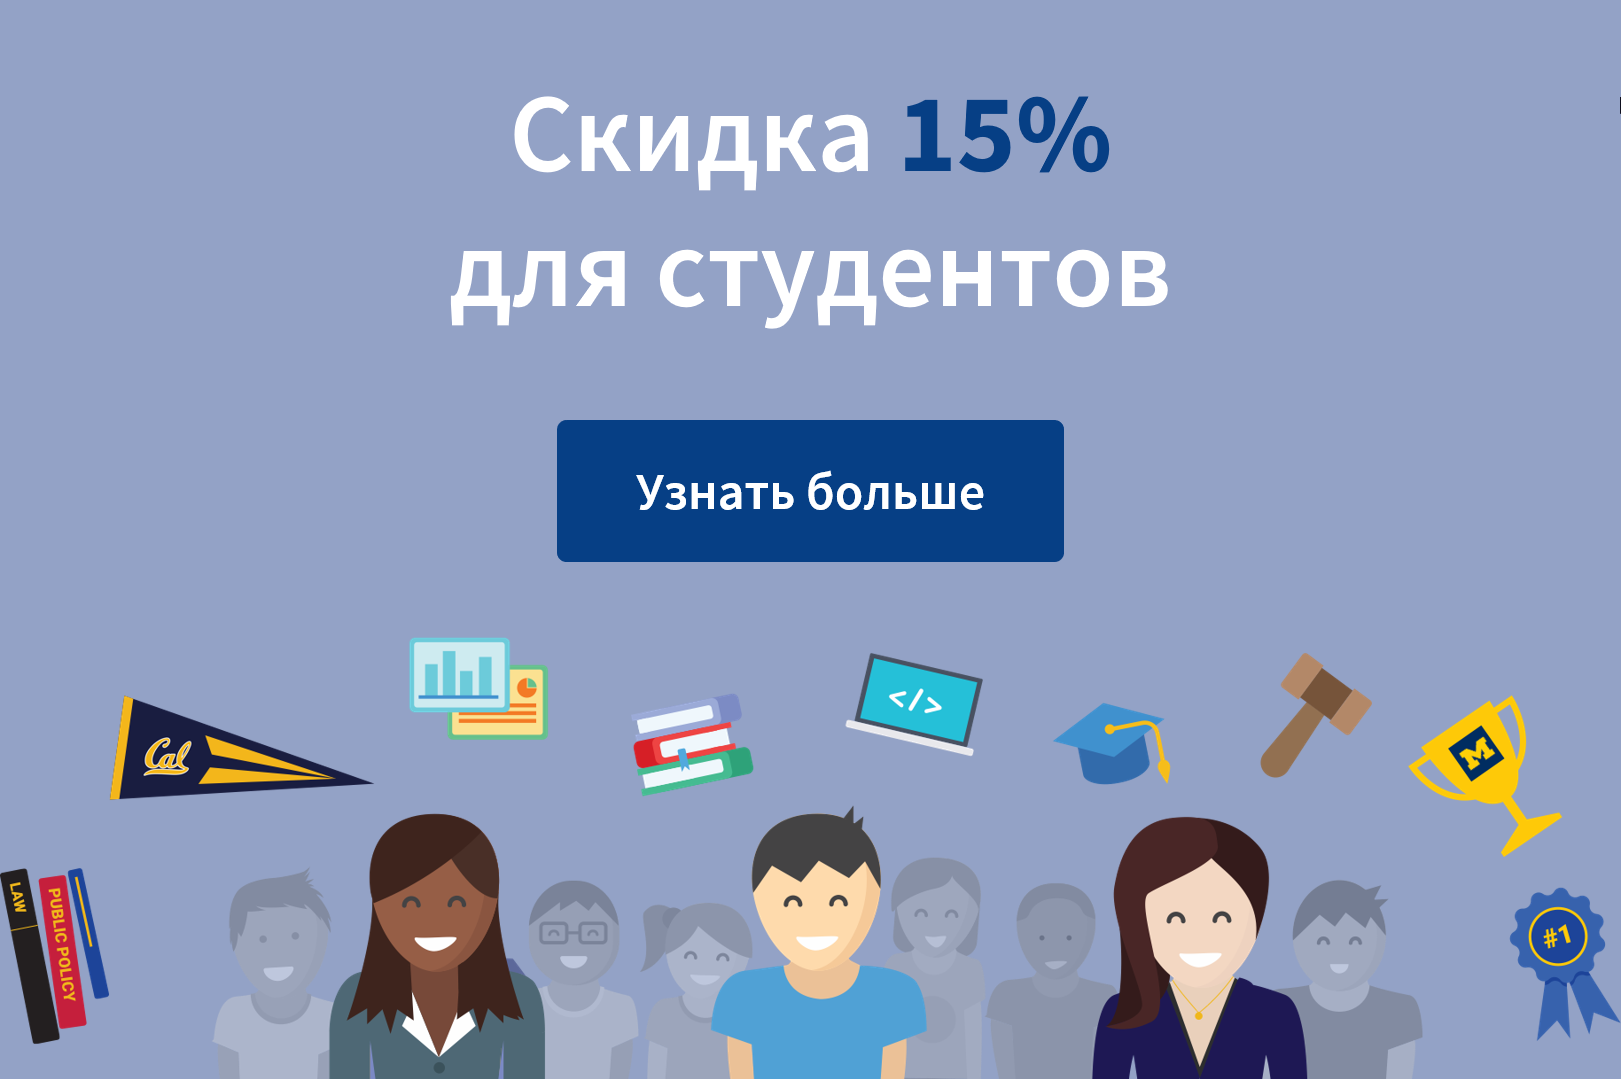 Скидка 15%
для студентов
Узнать больше
</>
Cal
M
LAW
PUBLIC POLICY
#1